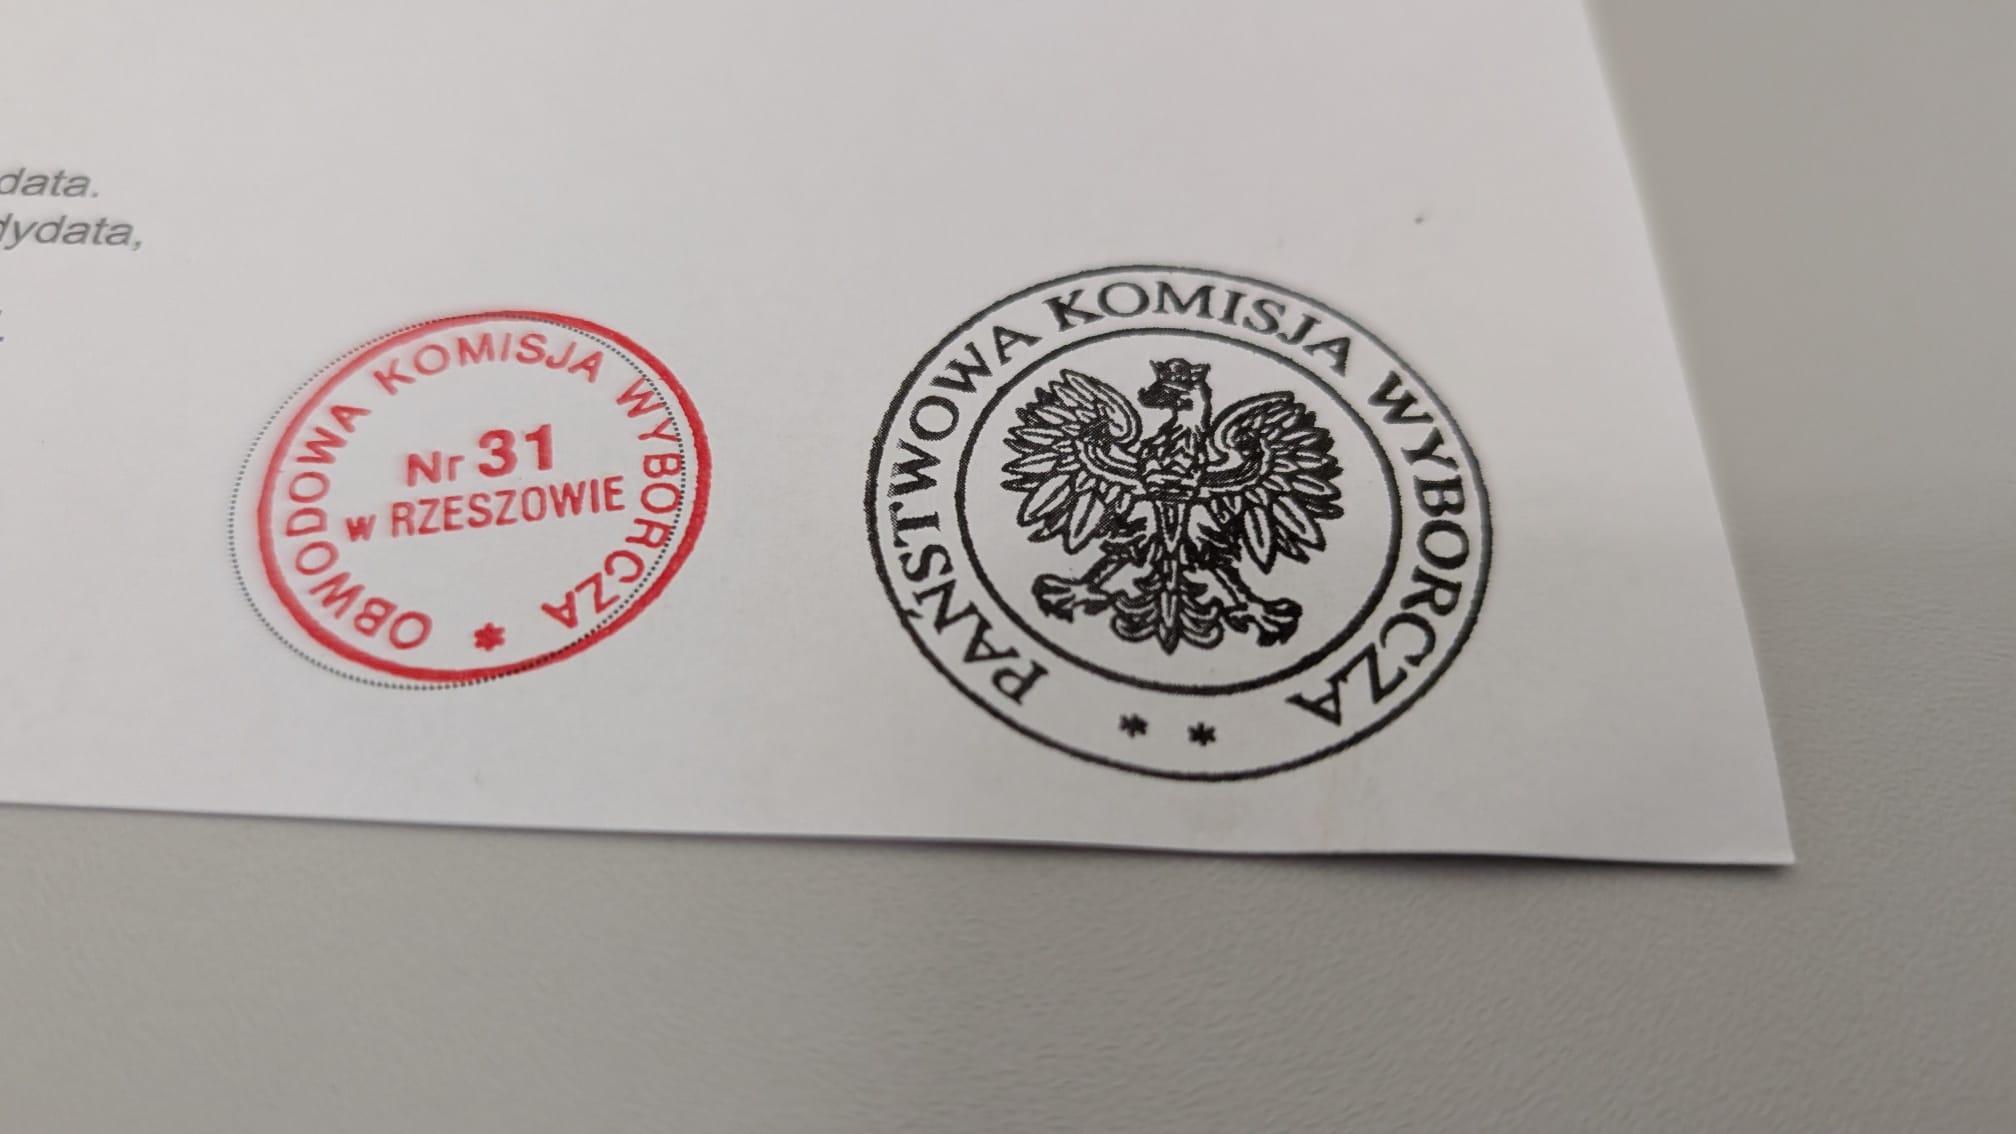 data.
dydata,
OBWODOWA KOMISJA WYBORCZA *
Nr 31
w RZESZOWIE
PAŃSTWOWA KOMISJA WYBORCZA
* *